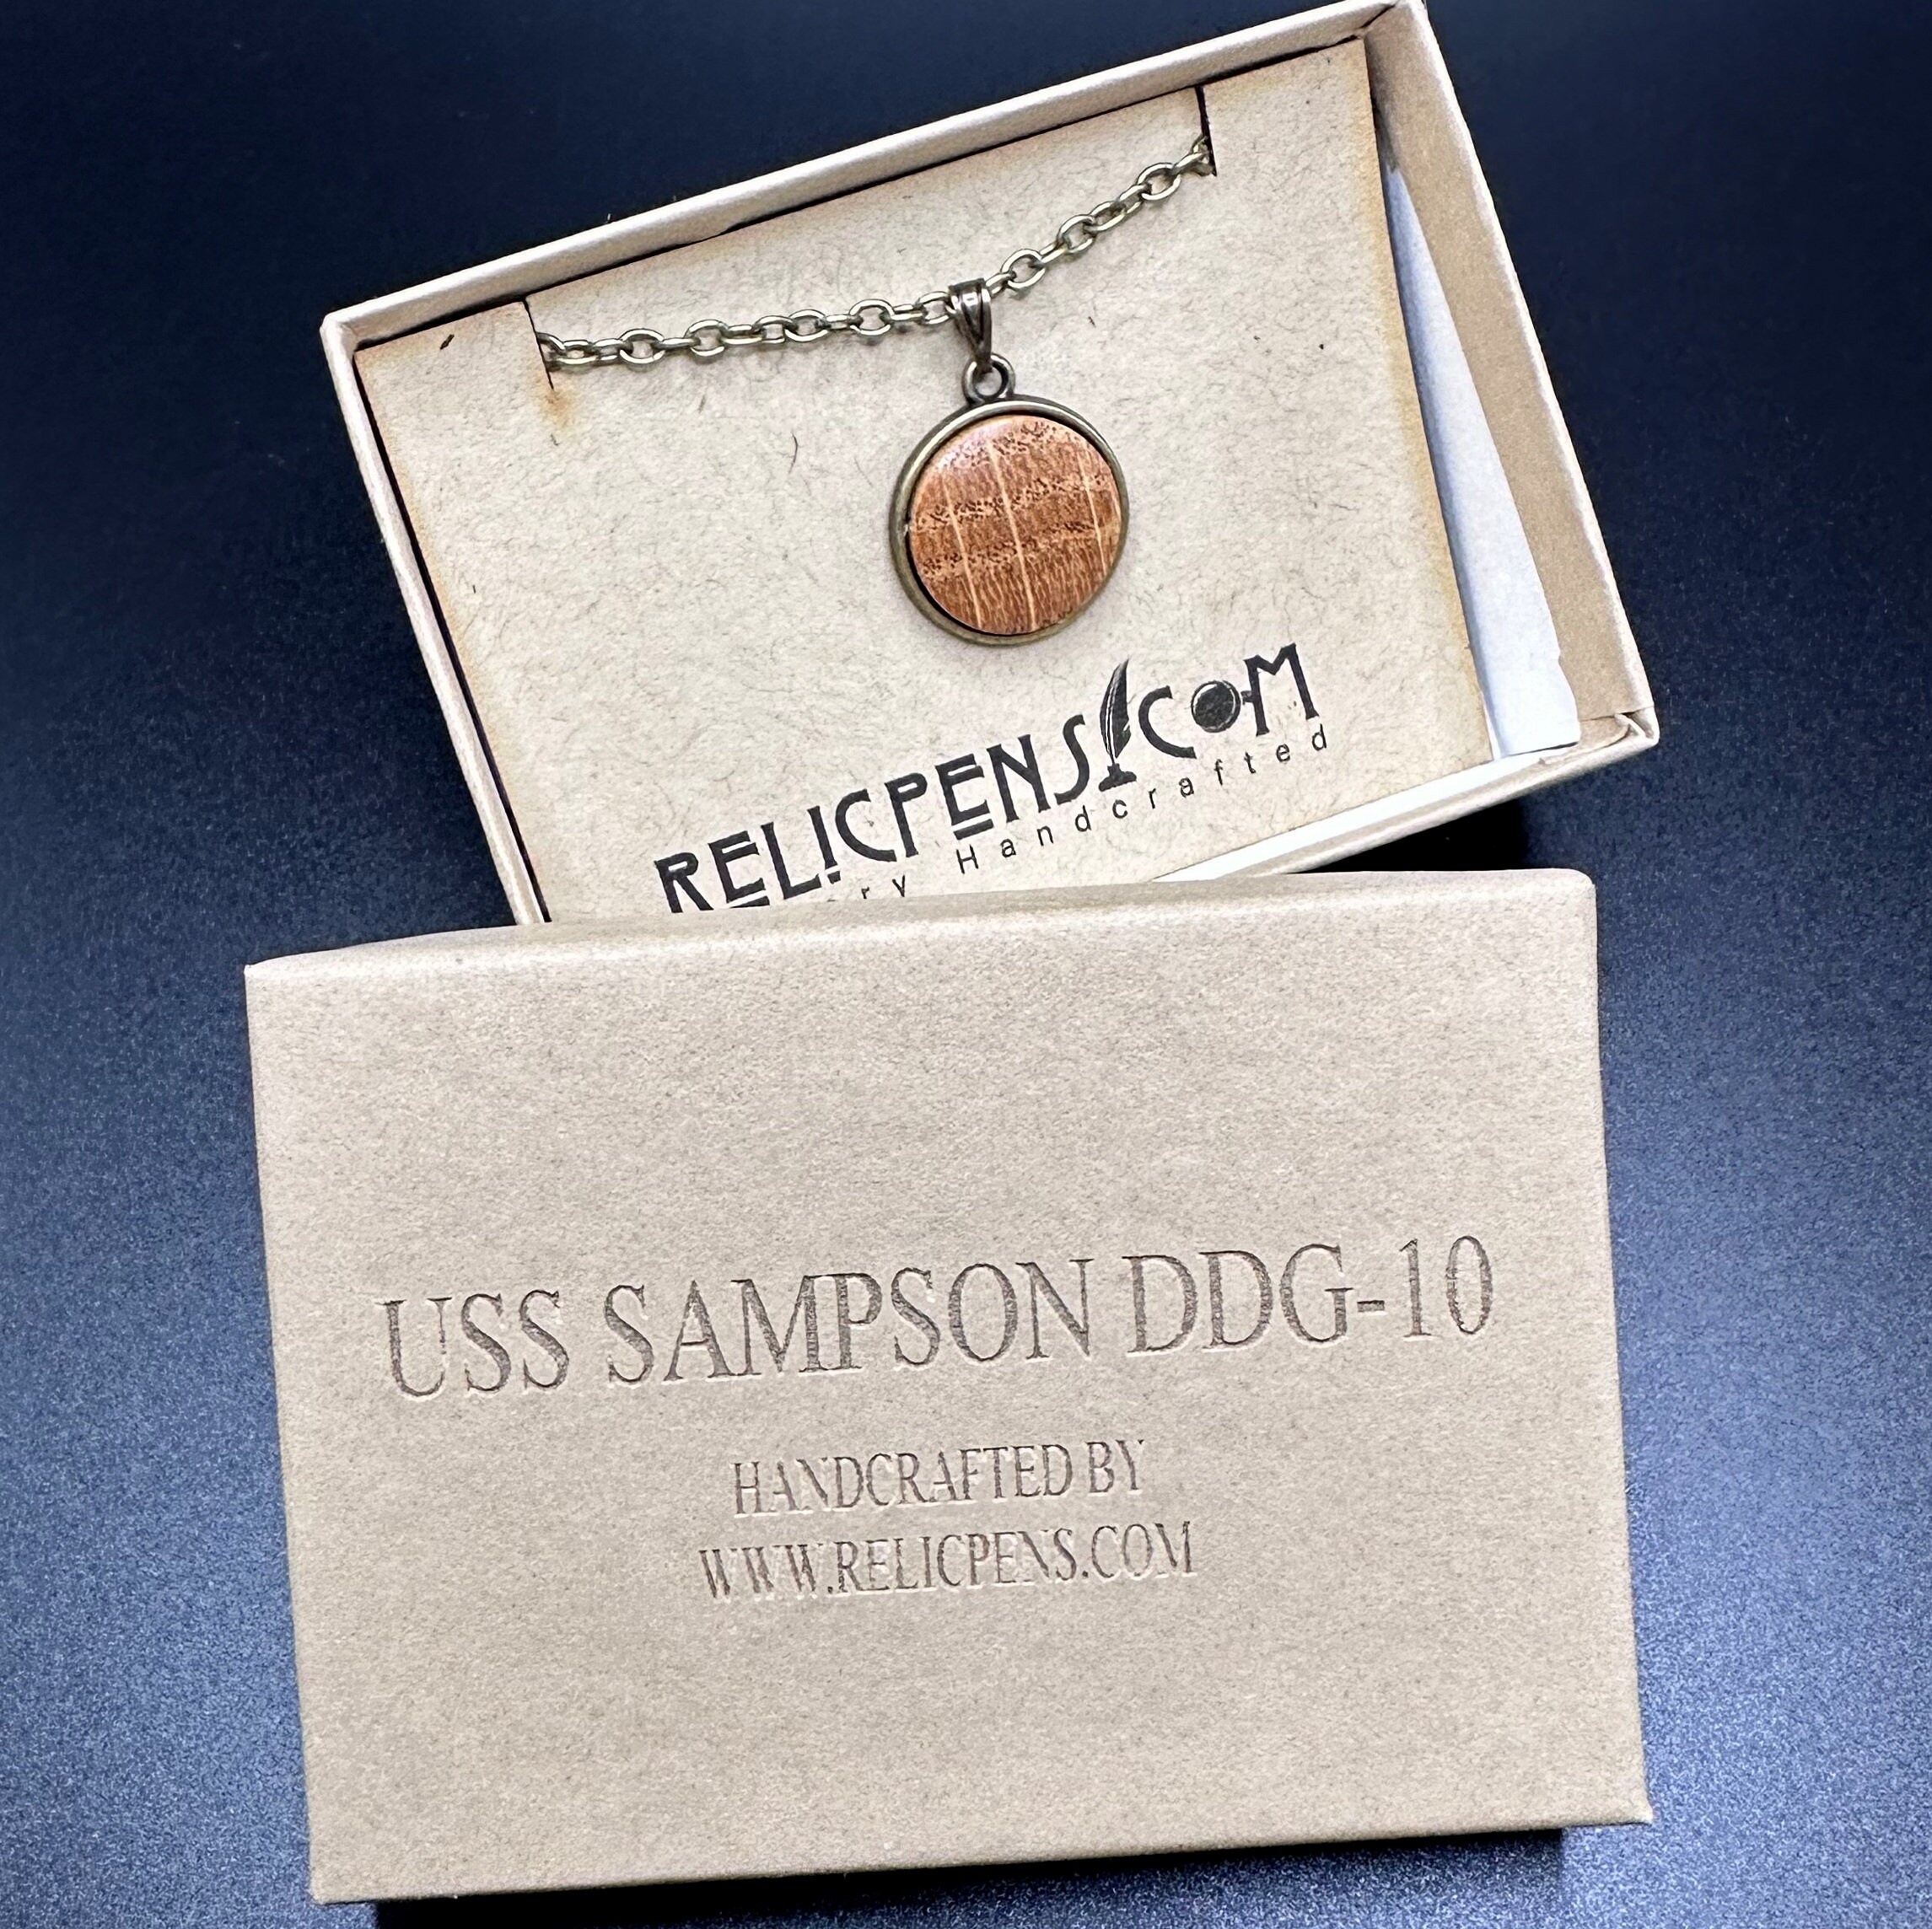 RELICPENS.COM
Handcrafted
USS SAMPSON DDG-10
HANDCRAFTED BY
WWW.RELICPENS.COM